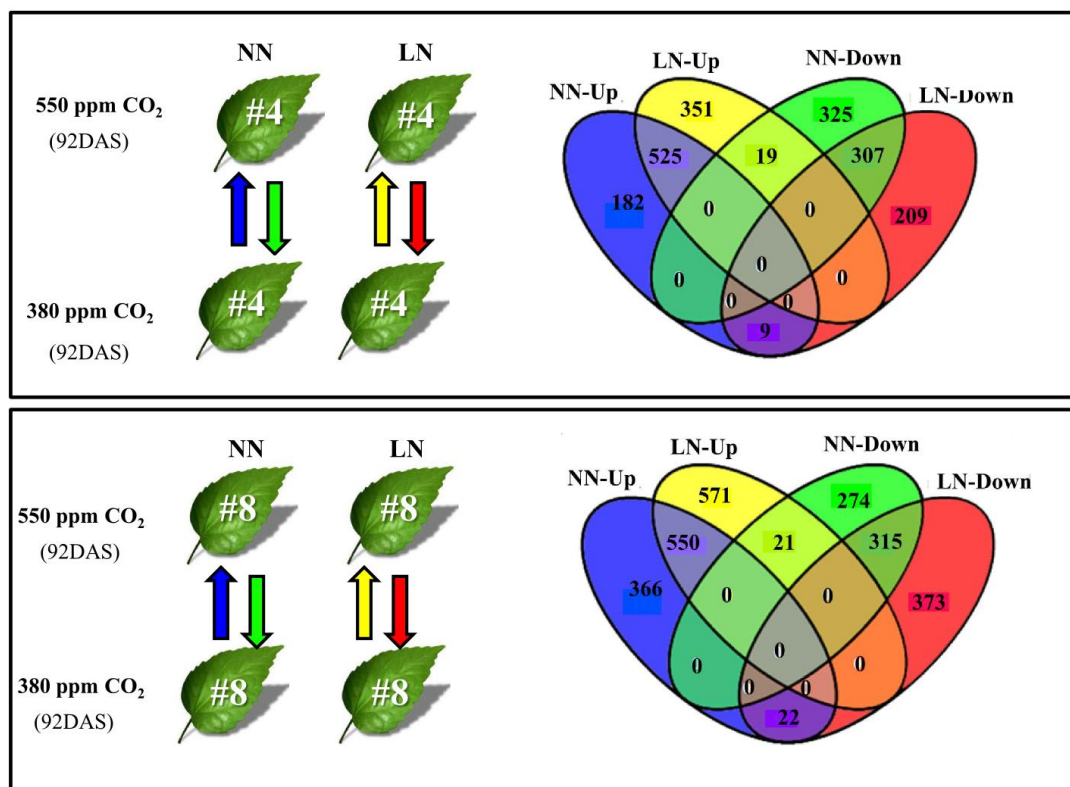 NN LN
550 ppm CO₂
(92DAS)
#4 #4
380 ppm CO₂
(92DAS)
#4 #4
NN-Up LN-Up NN-Down LN-Down
351 325
525 19 307
182 0 0 209
0 0 0
0 0
9
NN LN
550 ppm CO₂
(92DAS)
#8 #8
380 ppm CO₂
(92DAS)
#8 #8
NN-Up LN-Up NN-Down LN-Down
571 274
550 21 315
366 0 0 373
0 0 0
0 0
22